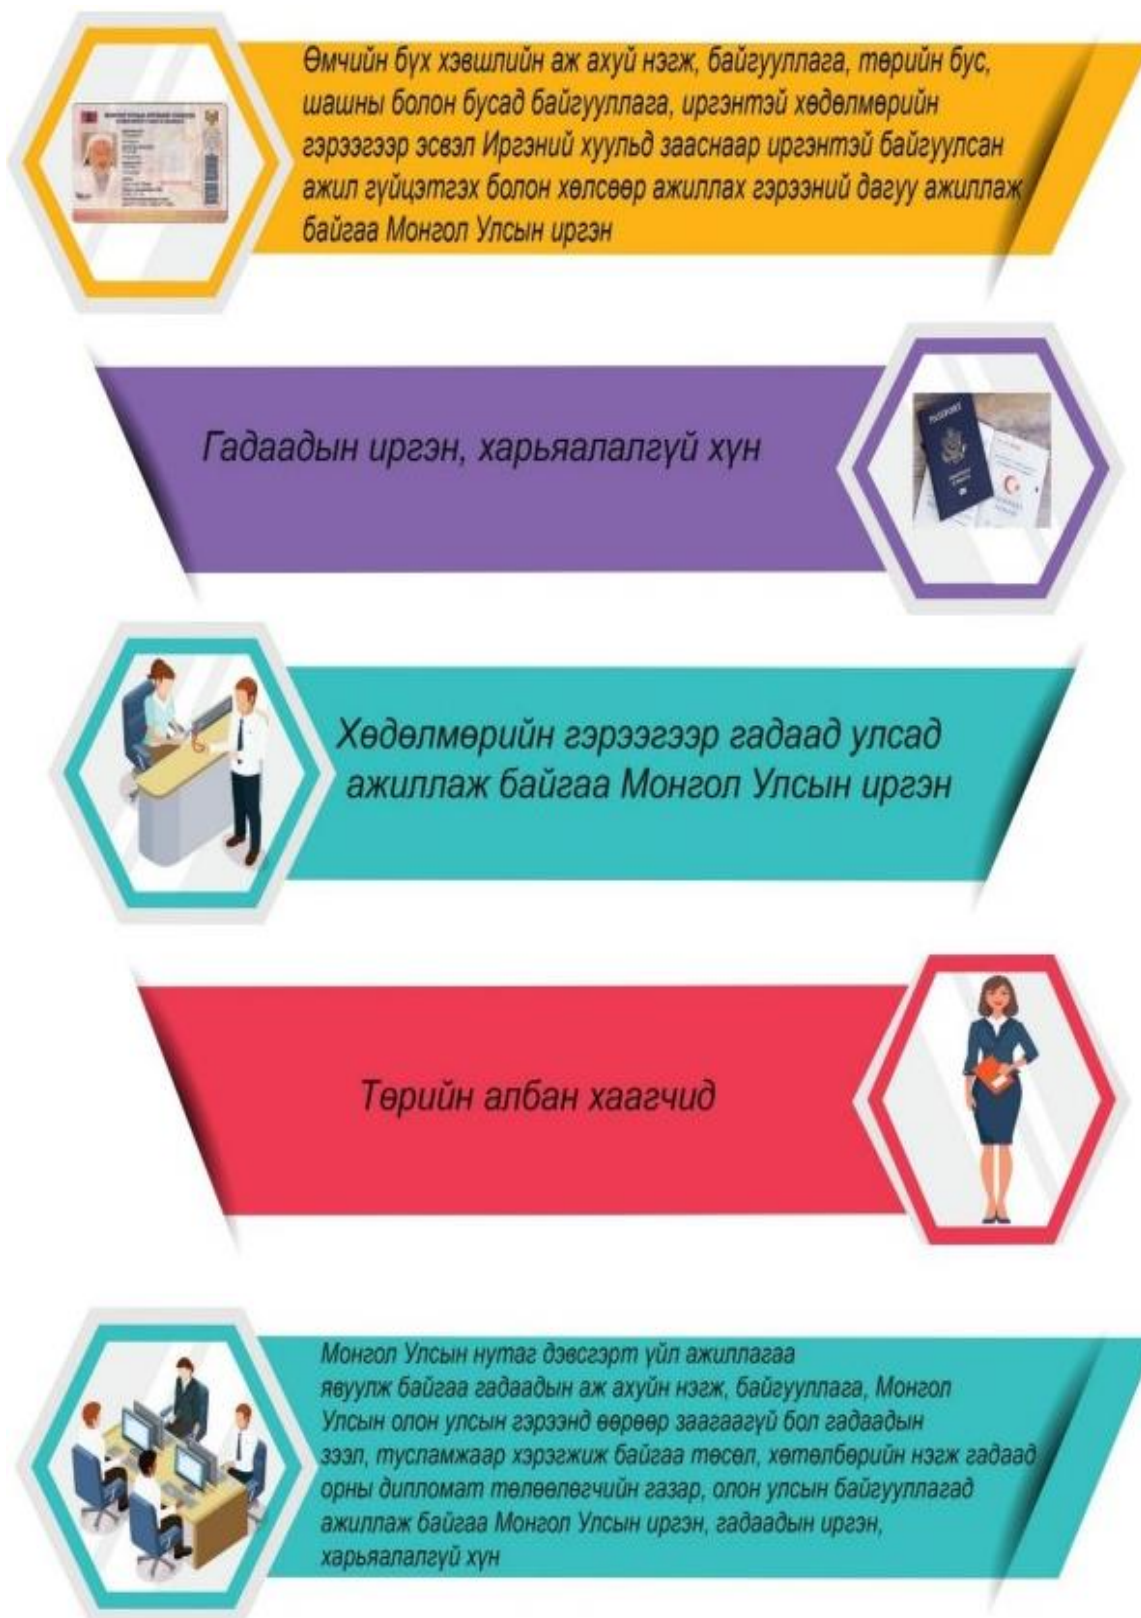 Өмчийн бүх хэвшлийн аж ахуй нэгж, байгууллага, төрийн бус,
шашны болон бусад байгууллага, иргэнтэй хөдөлмөрийн
гэрээгээр эсвэл Иргэний хуульд зааснаар иргэнтэй байгуулсан
ажил гүйцэтгэх болон хөлсөөр ажиллах гэрээний дагуу ажиллаж
байгаа Монгол Улсын иргэн
Гадаадын иргэн, харьяалалгүй хүн
PASSPORT
Хөдөлмөрийн гэрээгээр гадаад улсад
ажиллаж байгаа Монгол Улсын иргэн
Төрийн албан хаагчид
Монгол Улсын нутаг дэвсгэрт үйл ажиллагаа
явуулж байгаа гадаадын аж ахуйн нэгж, байгууллага, Монгол
Улсын олон улсын гэрээнд өөрөөр заагаагүй бол гадаадын
зээл, тусламжаар хэрэгжиж байгаа төсөл, хөтөлбөрийн нэгж гадаад
орны дипломат төлөөлөгчийн газар, олон улсын байгууллагад
ажиллаж байгаа Монгол Улсын иргэн, гадаадын иргэн,
харьяалалгүй хүн